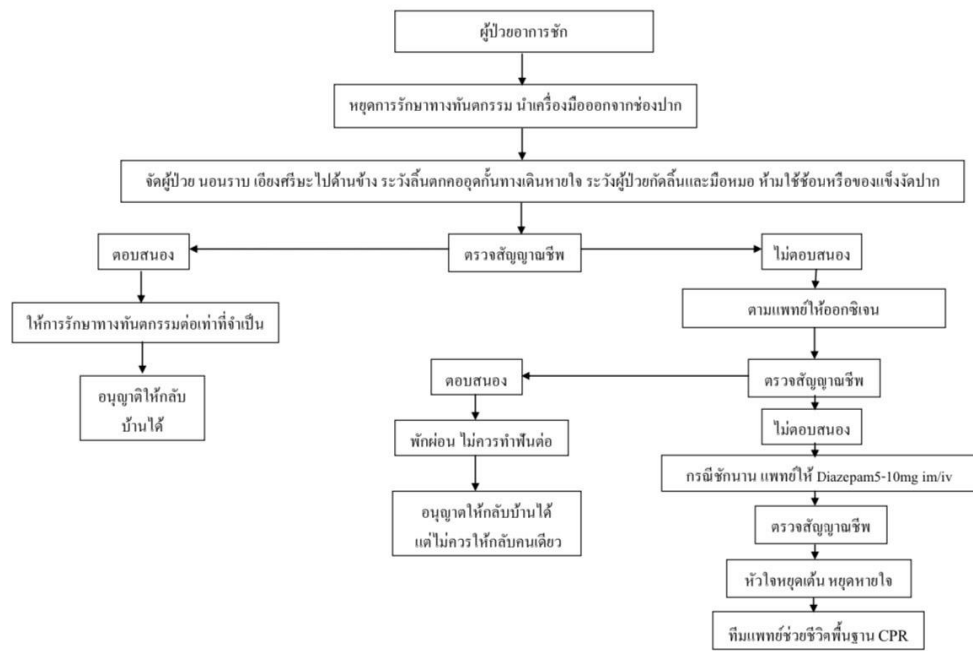 ผู้ป่วยอาการชัก
หยุดการรักษาทางทันตกรรม นำเครื่องมือออกจากช่องปาก
จัดผู้ป่วย นอนราบ เอียงศรีษะไปด้านข้าง ระวังลิ้นตกคออุดกั้นทางเดินหายใจ ระวังผู้ป่วยกัดลิ้นและมือหมอ ห้ามใช้ช้อนหรือของแข็งงัดปาก
ตอบสนอง
ตรวจสัญญาณชีพ
ไม่ตอบสนอง
ให้การรักษาทางทันตกรรมต่อเท่าที่จำเป็น
ตามแพทย์ให้ออกซิเจน
อนุญาติให้กลับ
บ้านได้
ตอบสนอง
ตรวจสัญญาณชีพ
พักผ่อน ไม่ควรทำฟันต่อ
ไม่ตอบสนอง
กรณีชักนาน แพทย์ให้ Diazepam5-10mg im/iv
อนุญาตให้กลับบ้านได้
แต่ไม่ควรให้กลับคนเดียว
ตรวจสัญญาณชีพ
หัวใจหยุดเต้น หยุดหายใจ
ทีมแพทย์ช่วยชีวิตพื้นฐาน CPR